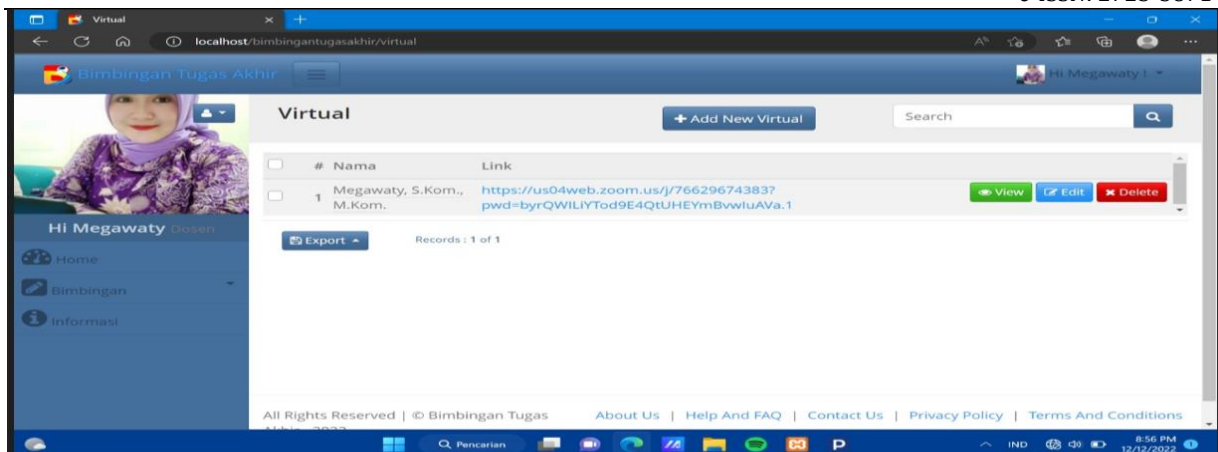 Virtual
localhost/bimbingantugasakhir/virtual
Bimbingan Tugas Akhir
Hi Megawaty !
Virtual
+ Add New Virtual
Search
# Nama Link
1 Megawaty, S.Kom., M.Kom.
https://us04web.zoom.us/j/76629674383?
pwd=byrQWILiYTod9E4QtUHEYmBvwluAVa.1
View Edit Delete
Hi Megawaty Dosen
Export Records : 1 of 1
Home
Bimbingan
Informasi
All Rights Reserved | © Bimbingan Tugas
About Us | Help And FAQ | Contact Us | Privacy Policy | Terms And Conditions
Pencarian
IND
8:56 PM
12/12/2022